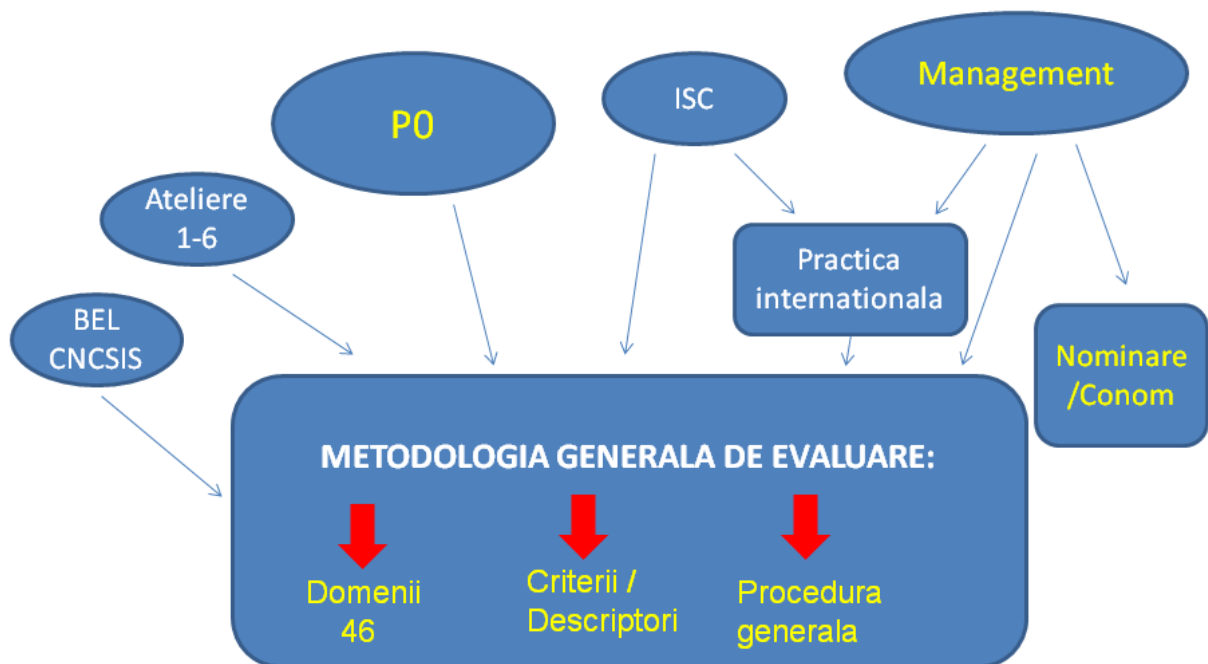 Management
ISC
P0
Ateliere
1-6
Practica
internationala
BEL
CNCSIS
Nominare
/Conom
METODOLOGIA GENERALA DE EVALUARE:
Domenii
46
Criterii /
Descriptori
Procedura
generala